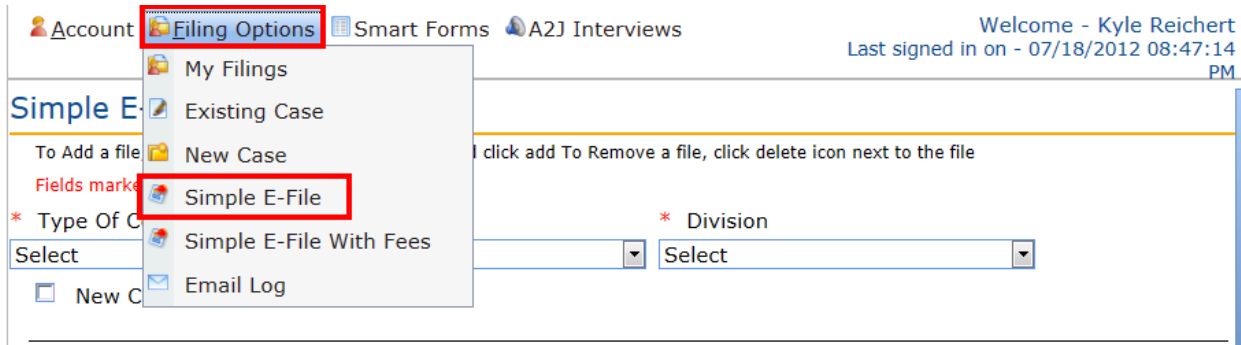 Account Filing Options Smart Forms A2J Interviews
Welcome - Kyle Reichert
Last signed in on - 07/18/2012 08:47:14
PM
My Filings
Existing Case
New Case
Simple E-File
Simple E-File With Fees
Email Log
Simple E-
To Add a file, click add To Remove a file, click delete icon next to the file
Fields marke
* Type Of C
* Division
Select
Select
New C